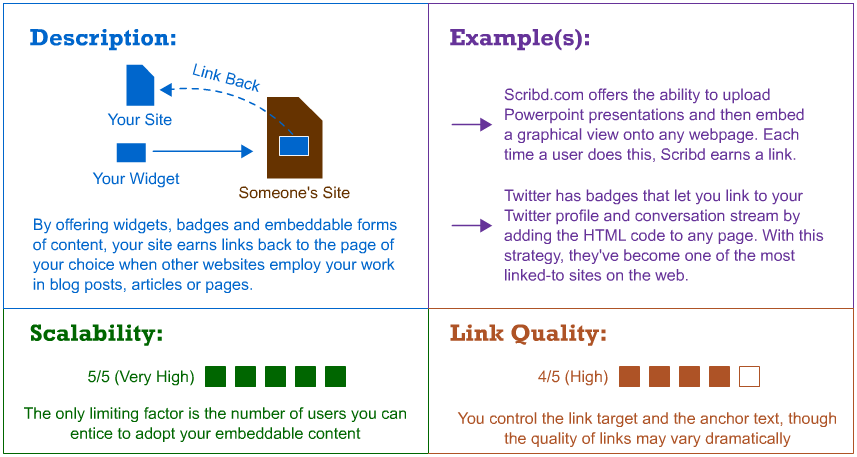 Description:
Link Back
Your Site
Your Widget
Someone's Site
By offering widgets, badges and embeddable forms
of content, your site earns links back to the page of
your choice when other websites employ your work
in blog posts, articles or pages.
Example(s):
Scribd.com offers the ability to upload
Powerpoint presentations and then embed
a graphical view onto any webpage. Each
time a user does this, Scribd earns a link.
Twitter has badges that let you link to your
Twitter profile and conversation stream by
adding the HTML code to any page. With this
strategy, they've become one of the most
linked-to sites on the web.
Scalability:
5/5 (Very High)
The only limiting factor is the number of users you can
entice to adopt your embeddable content
Link Quality:
4/5 (High)
You control the link target and the anchor text, though
the quality of links may vary dramatically